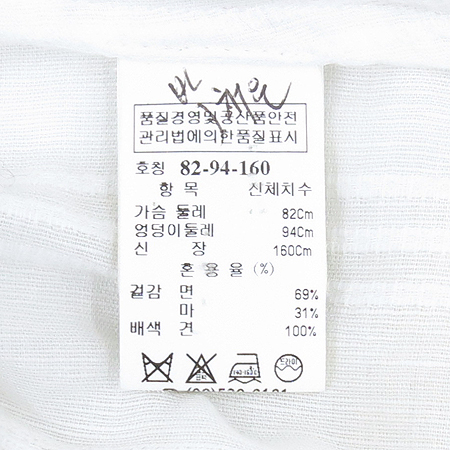 품질경영및공산품안전
관리법에의한품질표시
호칭 82-94-160
항 목 신체치수
가슴 둘레 82Cm
엉덩이둘레 94Cm
신 장 160Cm
혼 용 율 (%)
겉감 면 69%
마 31%
배색 견 100%